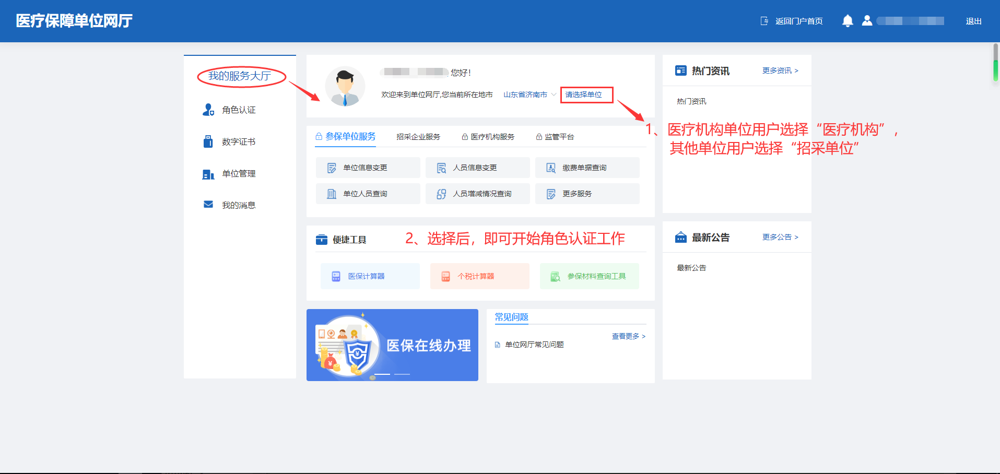 医疗保障单位网厅
返回门户首页
退出
我的服务大厅
角色认证
数字证书
单位管理
我的消息
您好!
欢迎来到单位网厅,您当前所在地市 山东省济南市 请选择单位
1、医疗机构单位用户选择“医疗机构”,
其他单位用户选择“招采单位”
参保单位服务 招采企业服务 医疗机构服务 监管平台
单位信息变更 人员信息变更 缴费单据查询
单位人员查询 人员增减情况查询 更多服务
便捷工具
2、选择后，即可开始角色认证工作
医保计算器 个税计算器 参保材料查询工具
医保在线办理
常见问题
查看更多 >
单位网厅常见问题
热门资讯 更多资讯 >
热门资讯
最新公告 更多公告 >
最新公告